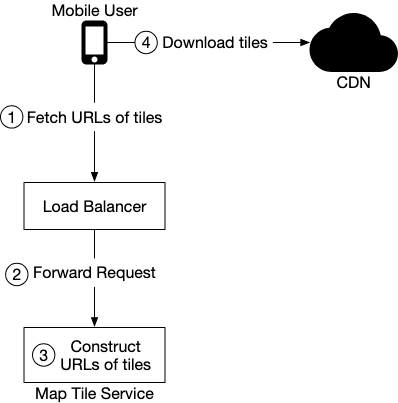 Mobile User
4 Download tiles
CDN
1 Fetch URLs of tiles
Load Balancer
2 Forward Request
3 Construct
URLs of tiles
Map Tile Service